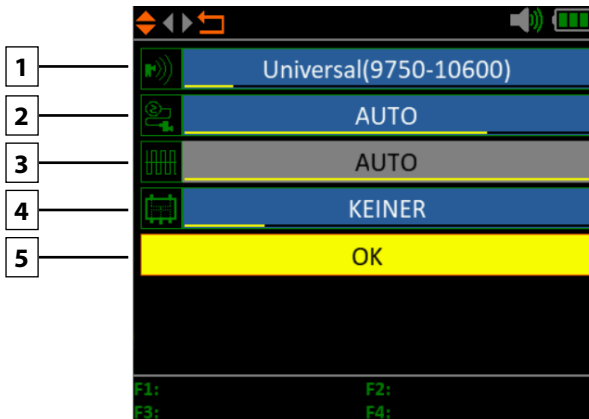 1 Universal(9750-10600)
2 AUTO
3 AUTO
4 KEINER
5 OK
F1: F2:
F3: F4: